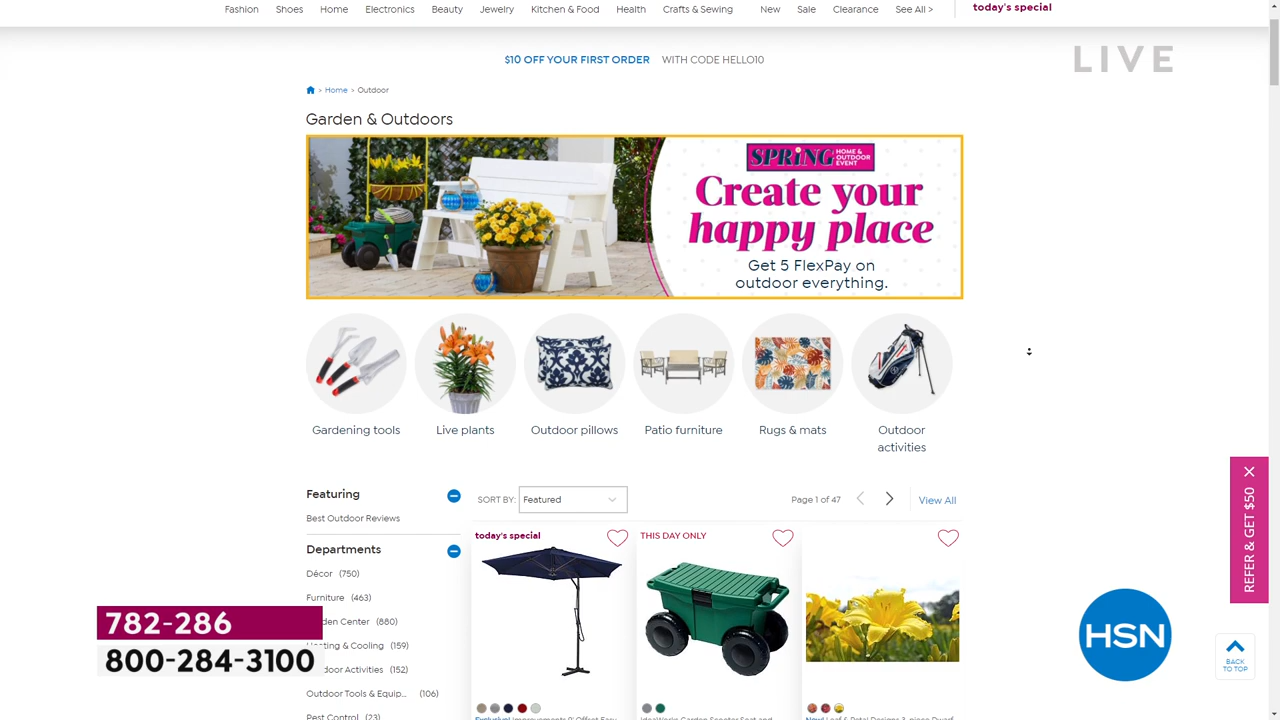 Fashion Shoes Home Electronics Beauty Jewelry Kitchen & Food Health Crafts & Sewing New Sale Clearance See All > today's special
LIVE
$10 OFF YOUR FIRST ORDER WITH CODE HELLO10
> Home > Outdoor
Garden & Outdoors
SPRING HOME & OUTDOOR EVENT
Create your
happy place
Get 5 FlexPay on
outdoor everything.
Gardening tools Live plants Outdoor pillows Patio furniture Rugs & mats Outdoor activities
Featuring
SORT BY: Featured
Page 1 of 47
View All
Best Outdoor Reviews
Departments
Décor (750)
Furniture (463)
den Center (880)
ting & Cooling (159)
door Activities (152)
Outdoor Tools & Equip... (106)
Pest Control (23)
today's special
THIS DAY ONLY
REFER & GET $50
782-286
800-284-3100
HSN
BACK
TO TOP